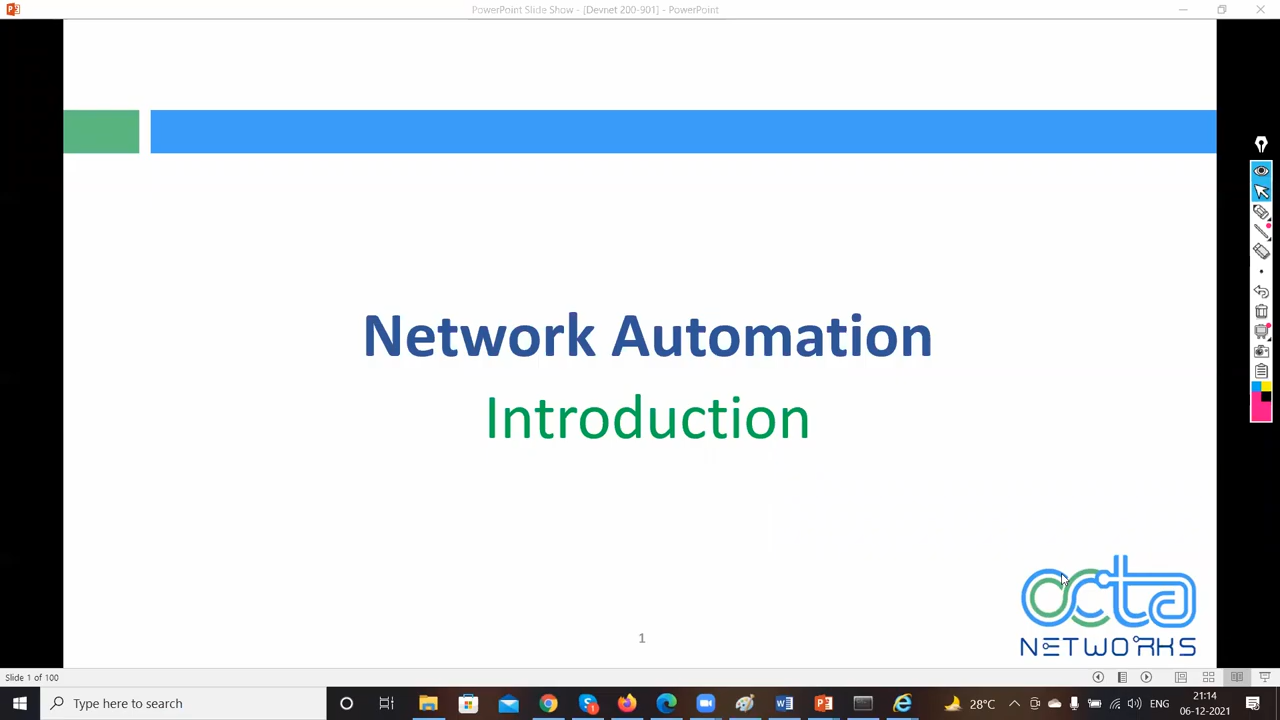 PowerPoint Slide Show - [Devnet 200-901] - PowerPoint
Network Automation
Introduction
1
octa
NETWORKS
Slide 1 of 100
Type here to search
28°C
ENG
21:14
06-12-2021